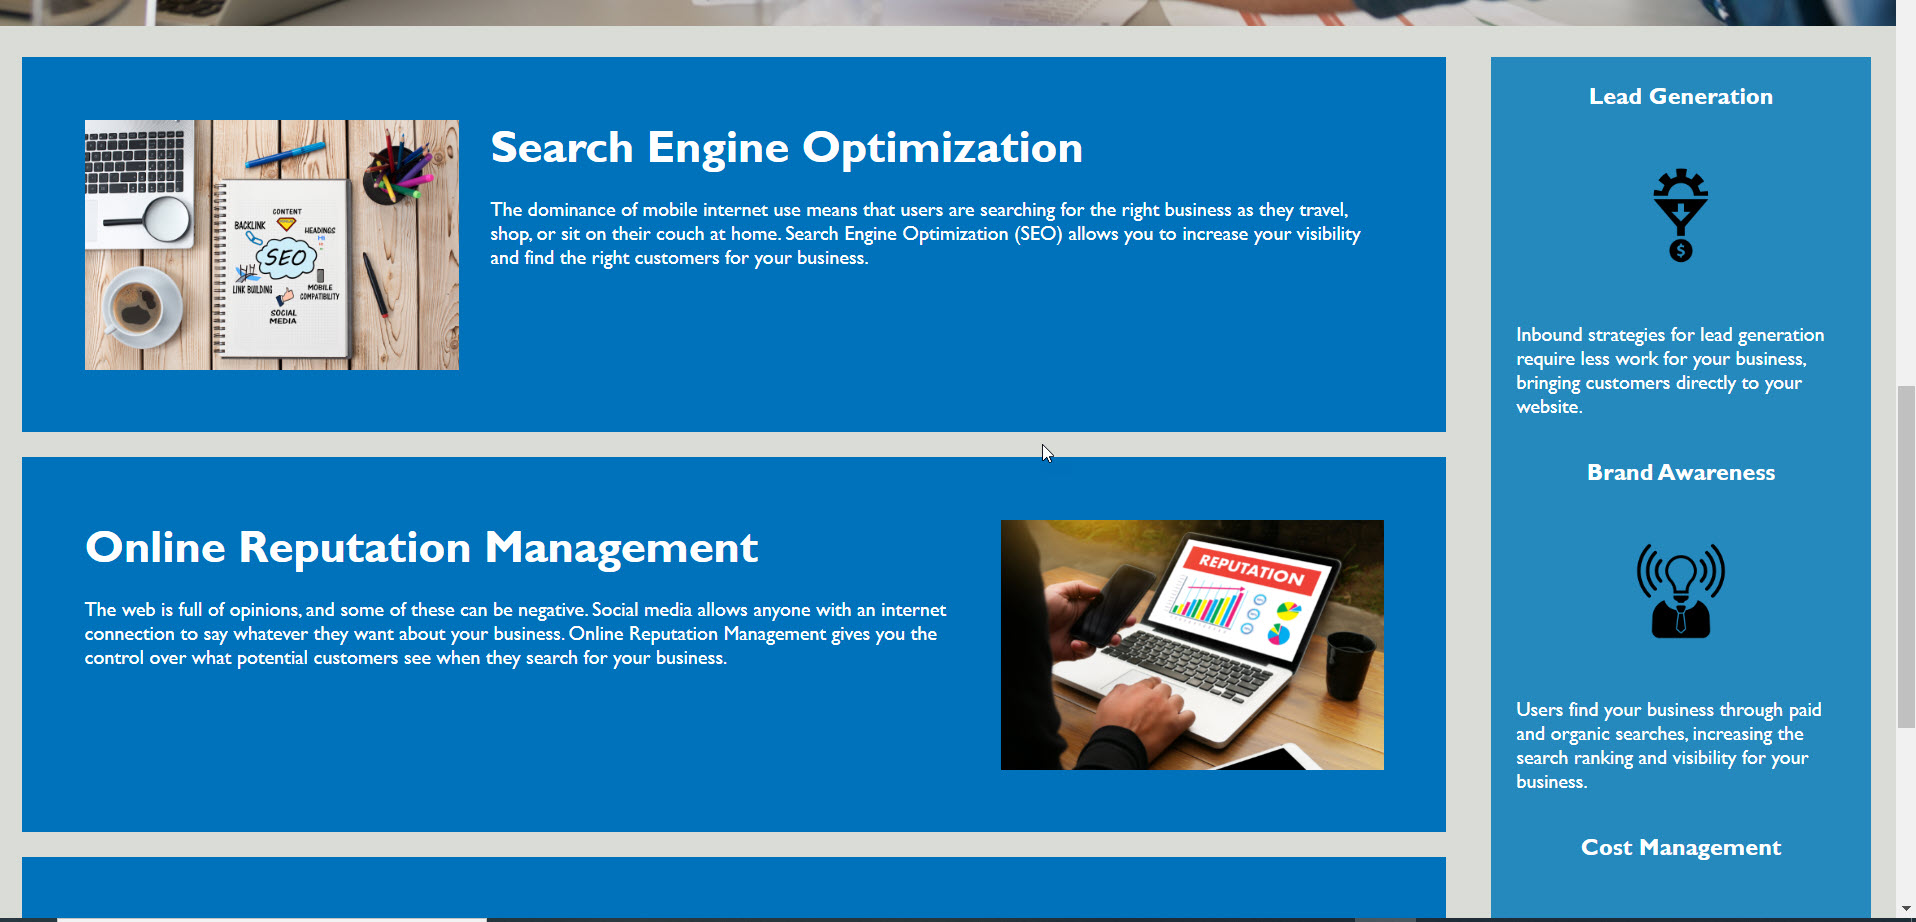 Search Engine Optimization
The dominance of mobile internet use means that users are searching for the right business as they travel,
shop, or sit on their couch at home. Search Engine Optimization (SEO) allows you to increase your visibility
and find the right customers for your business.
CONTENT
BACKLINK
HEADINGS
H1
SEO
LINK BUILDING
MOBILE
COMPATIBILITY
SOCIAL
MEDIA
Online Reputation Management
The web is full of opinions, and some of these can be negative. Social media allows anyone with an internet
connection to say whatever they want about your business. Online Reputation Management gives you the
control over what potential customers see when they search for your business.
REPUTATION
Lead Generation
$
Inbound strategies for lead generation
require less work for your business,
bringing customers directly to your
website.
Brand Awareness
Users find your business through paid
and organic searches, increasing the
search ranking and visibility for your
business.
Cost Management